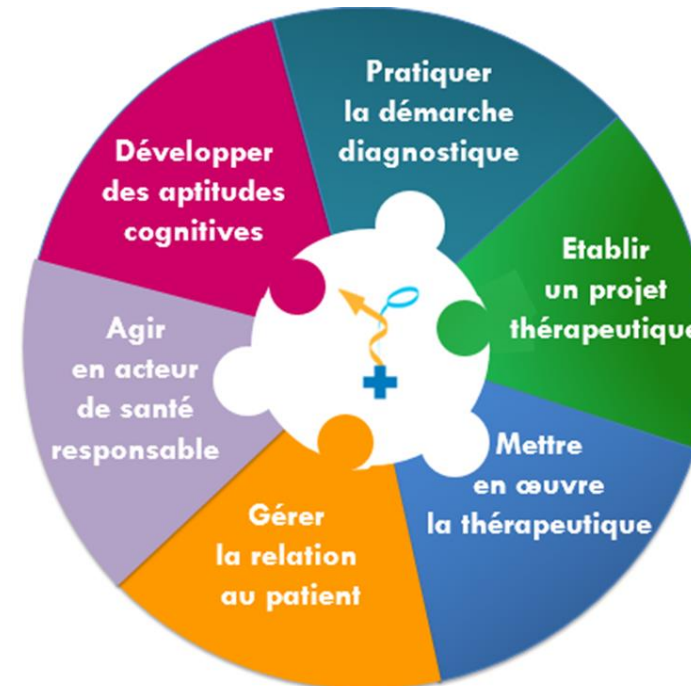 Pratiquer
la démarche
diagnostique
Etablir
un projet
thérapeutique
Mettre
en œuvre
la thérapeutique
Gérer
la relation
au patient
Agir
en acteur
de santé
responsable
Développer
des aptitudes
cognitives